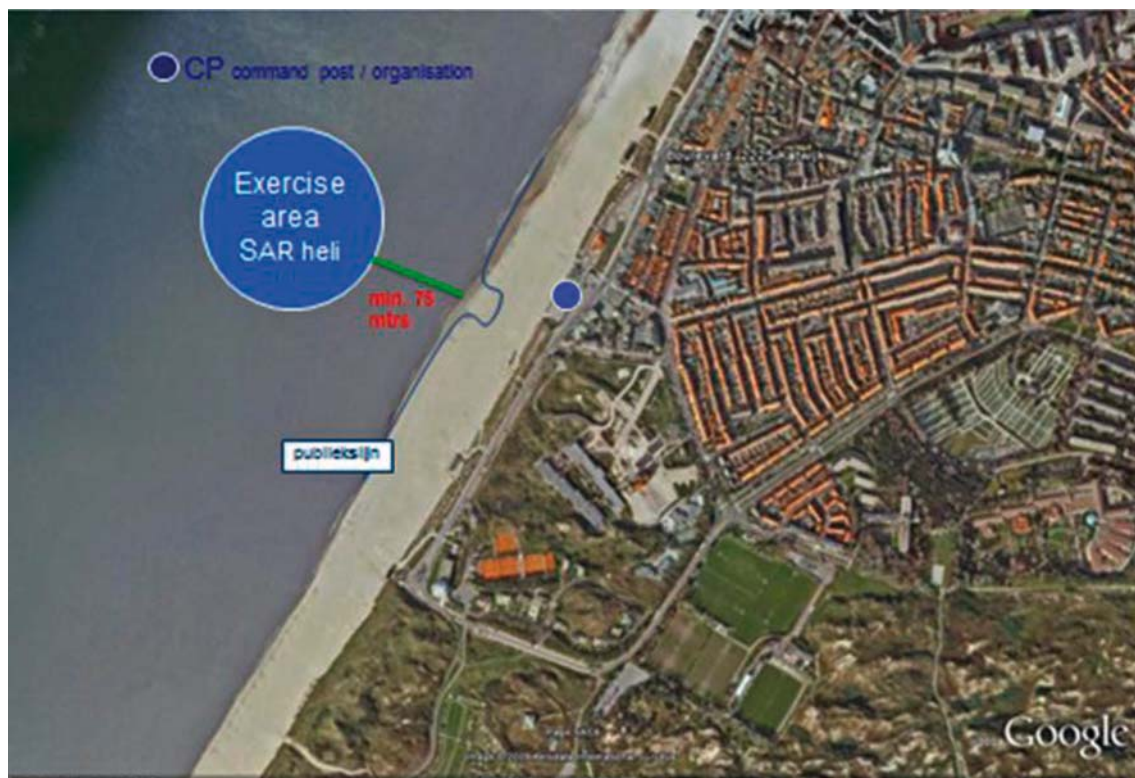 CP command post / organisation
Exercise
area
SAR heli
min. 75
mtrs
publiekslijn
Google